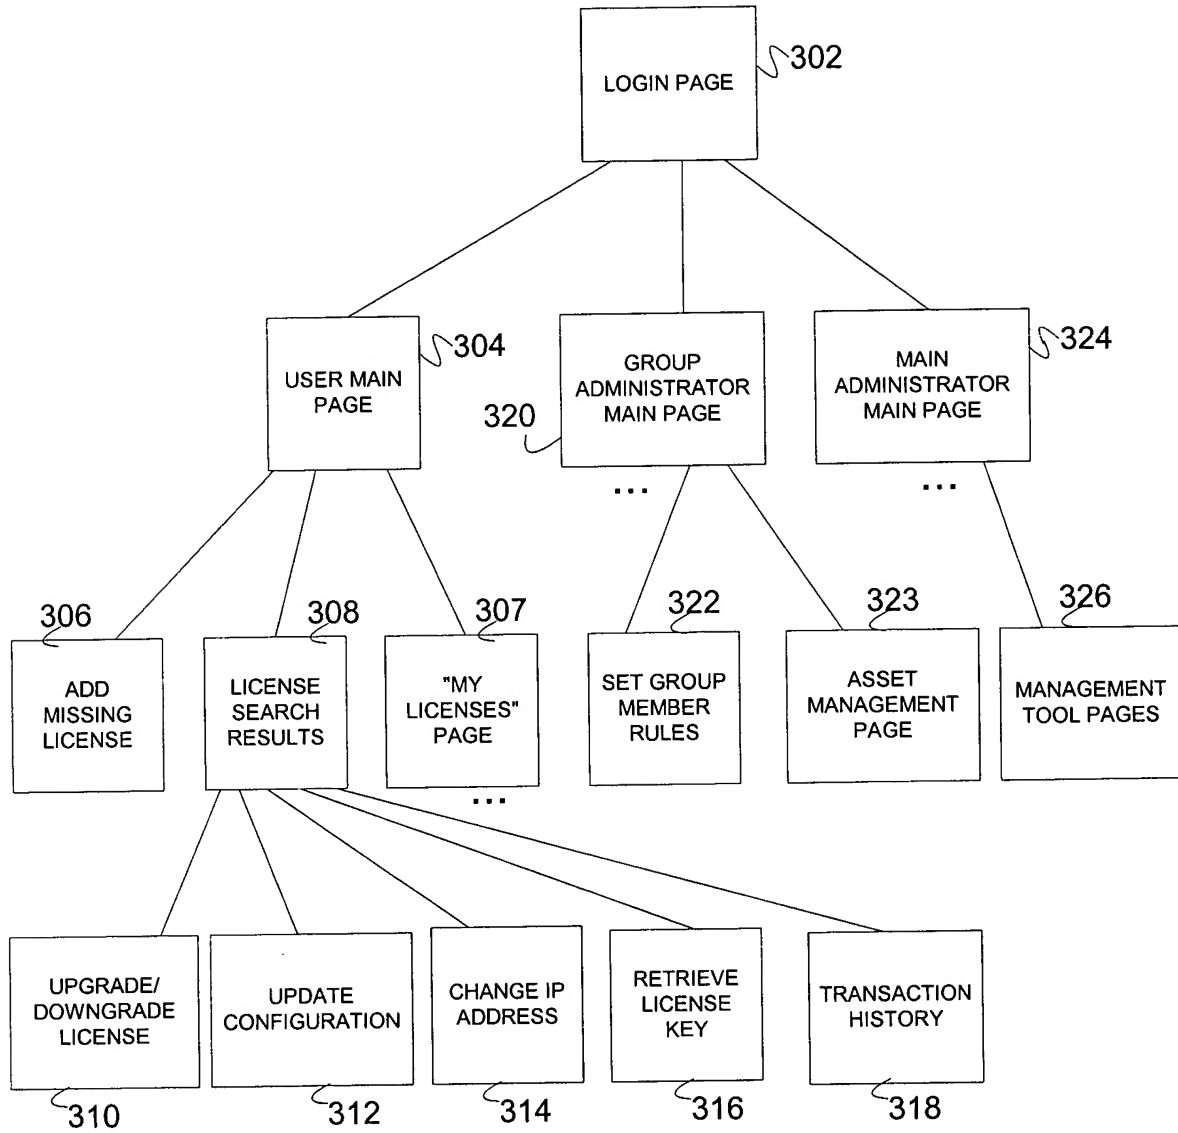 LOGIN PAGE
302
USER MAIN
PAGE
304
GROUP
ADMINISTRATOR
MAIN PAGE
320
MAIN
ADMINISTRATOR
MAIN PAGE
324
...
...
306
ADD
MISSING
LICENSE
308
LICENSE
SEARCH
RESULTS
307
"MY
LICENSES"
PAGE
...
322
SET GROUP
MEMBER
RULES
323
ASSET
MANAGEMENT
PAGE
326
MANAGEMENT
TOOL PAGES
UPGRADE/
DOWNGRADE
LICENSE
310
UPDATE
CONFIGURATION
312
CHANGE IP
ADDRESS
314
RETRIEVE
LICENSE
KEY
316
TRANSACTION
HISTORY
318